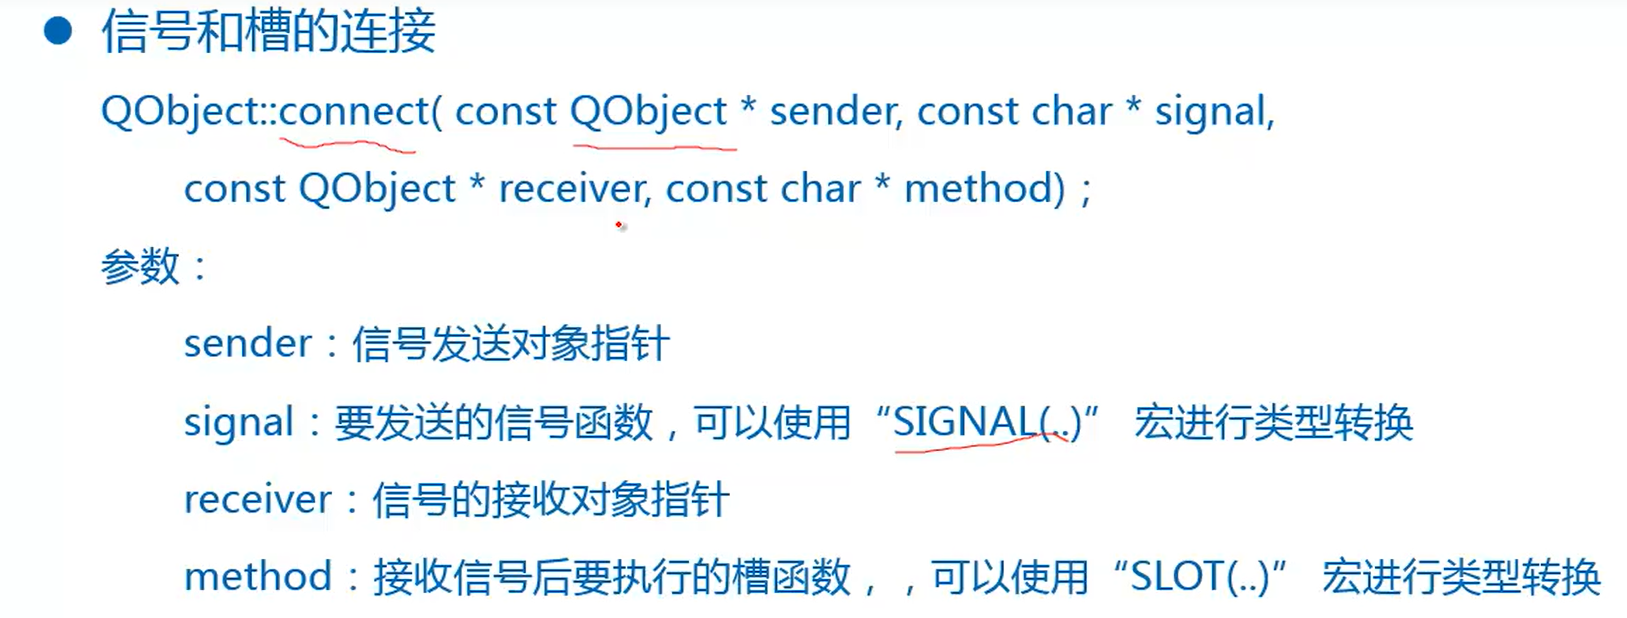 ● 信号和槽的连接
QObject::connect( const QObject * sender, const char * signal,
const QObject * receiver, const char * method) ;
参数：
sender：信号发送对象指针
signal：要发送的信号函数，可以使用“SIGNAL(..)” 宏进行类型转换
receiver：信号的接收对象指针
method：接收信号后要执行的槽函数，，可以使用“SLOT(..)” 宏进行类型转换